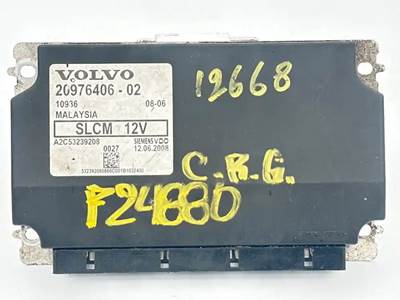 VOLVO
20976406 - 02
10936 08-06
MALAYSIA
SLCM 12V
A2C53239208 SIEMENS VDO
0027 12.06.2008
12668
C.R.G.
F24880